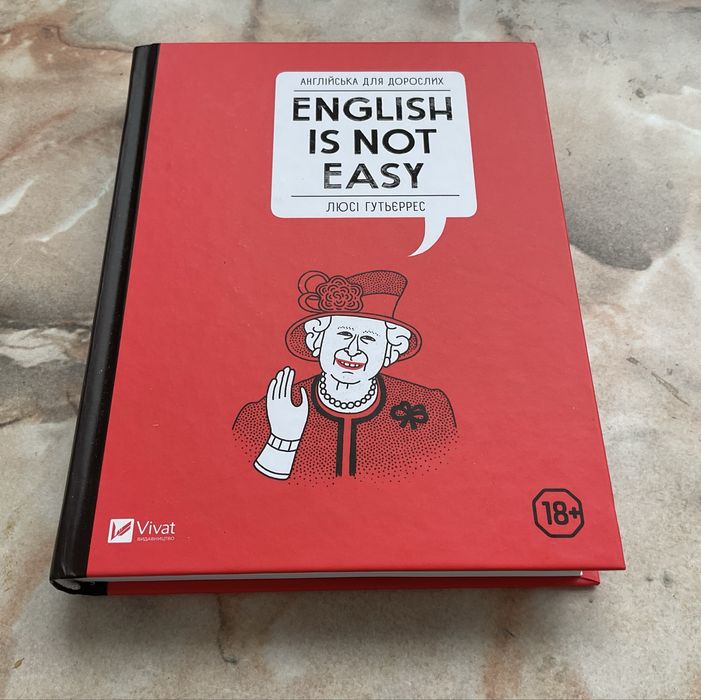 АНГЛІЙСЬКА ДЛЯ ДОРОСЛИХ
ENGLISH
IS NOT
EASY
ЛЮСІ ГУТЬЄРРЕС
18+
Vivat
ВИДАВНИЦТВО